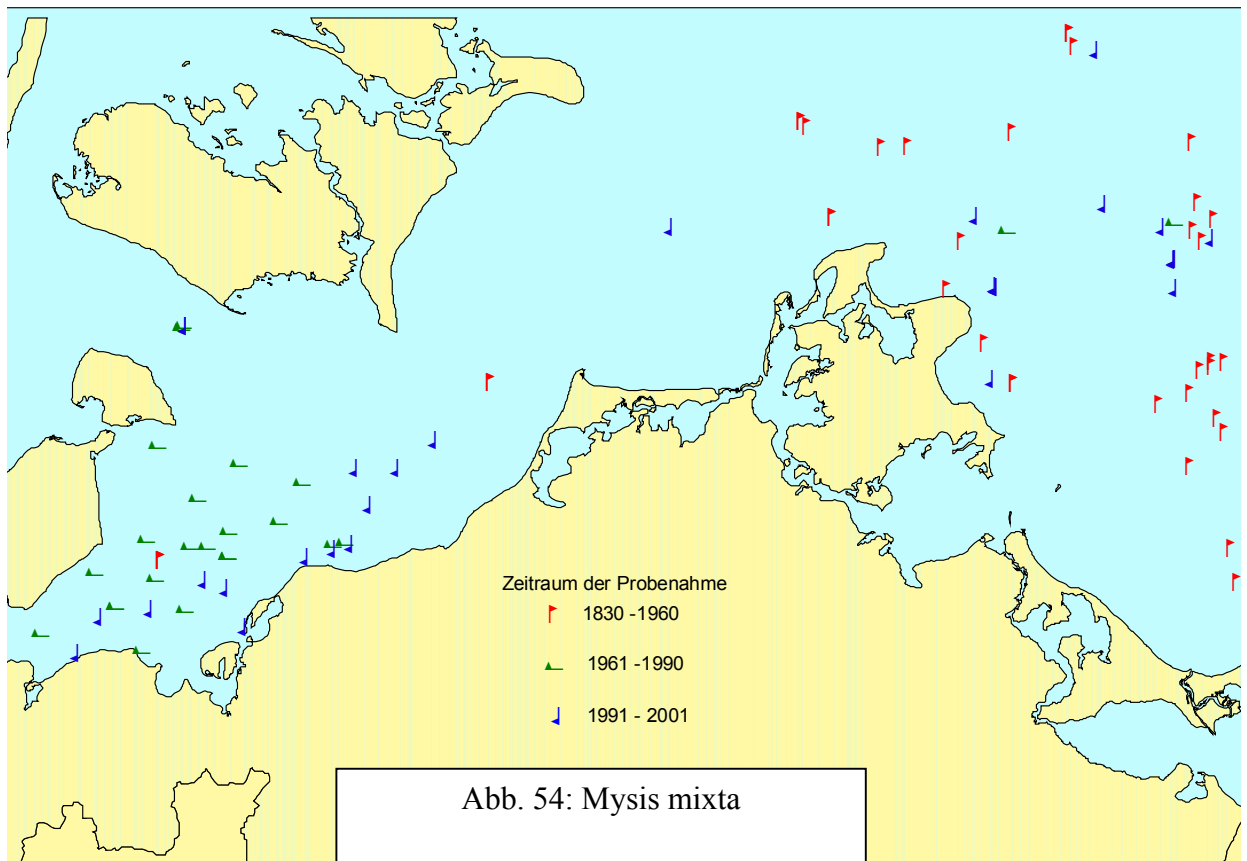 Zeitraum der Probenahme
1830 -1960
1961 -1990
1991 - 2001
Abb. 54: Mysis mixta